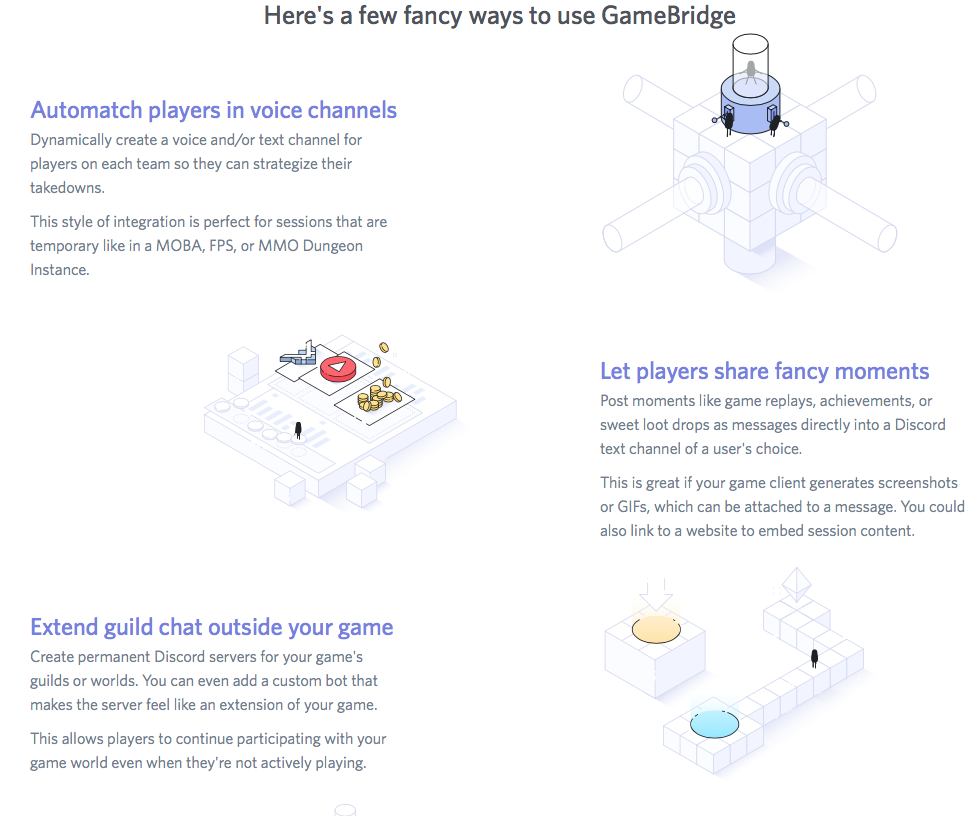 Here's a few fancy ways to use GameBridge
Automatch players in voice channels
Dynamically create a voice and/or text channel for
players on each team so they can strategize their
takedowns.
This style of integration is perfect for sessions that are
temporary like in a MOBA, FPS, or MMO Dungeon
Instance.
Let players share fancy moments
Post moments like game replays, achievements, or
sweet loot drops as messages directly into a Discord
text channel of a user's choice.
This is great if your game client generates screenshots
or GIFs, which can be attached to a message. You could
also link to a website to embed session content.
Extend guild chat outside your game
Create permanent Discord servers for your game's
guilds or worlds. You can even add a custom bot that
makes the server feel like an extension of your game.
This allows players to continue participating with your
game world even when they're not actively playing.